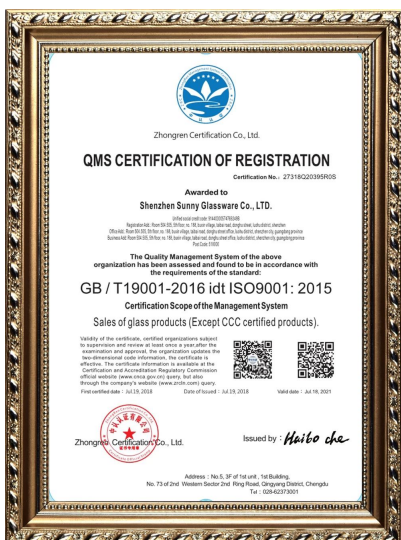 Zhongren Certification Co., Ltd.
QMS CERTIFICATION OF REGISTRATION
Certification No.: 27318Q20395R0S
Awarded to
Shenzhen Sunny Glassware Co., LTD.
The Quality Management System of the above
organization has been assessed and found to be in accordance with
the requirements of the standard:
GB / T19001-2016 idt ISO9001: 2015
Certification Scope of the Management System
Sales of glass products (Except CCC certified products).
Validity of the certificate, certified organizations subject
to supervision and review at least once a year.after the
examination and approval, the organization updates the
two-dimensional code information, the certificate is
effective. The certificate information is available at the
Certification and Accreditation Regulatory Commission
official website (www.cnca.gov.cn) query, but also
through the company's website (www.zrcln.com) query.
First certified date : Jul.19, 2018 Date of Issued : Jul.19, 2018 Valid date : Jul.18, 2021
Zhongren Certification Co., Ltd.
Issued by : Haibo che
Address : No.5, 3F of 1st unit , 1st Building,
No. 73 of 2nd Western Sector 2nd Ring Road, Qingyang District, Chengdu
Tel : 028-62373001